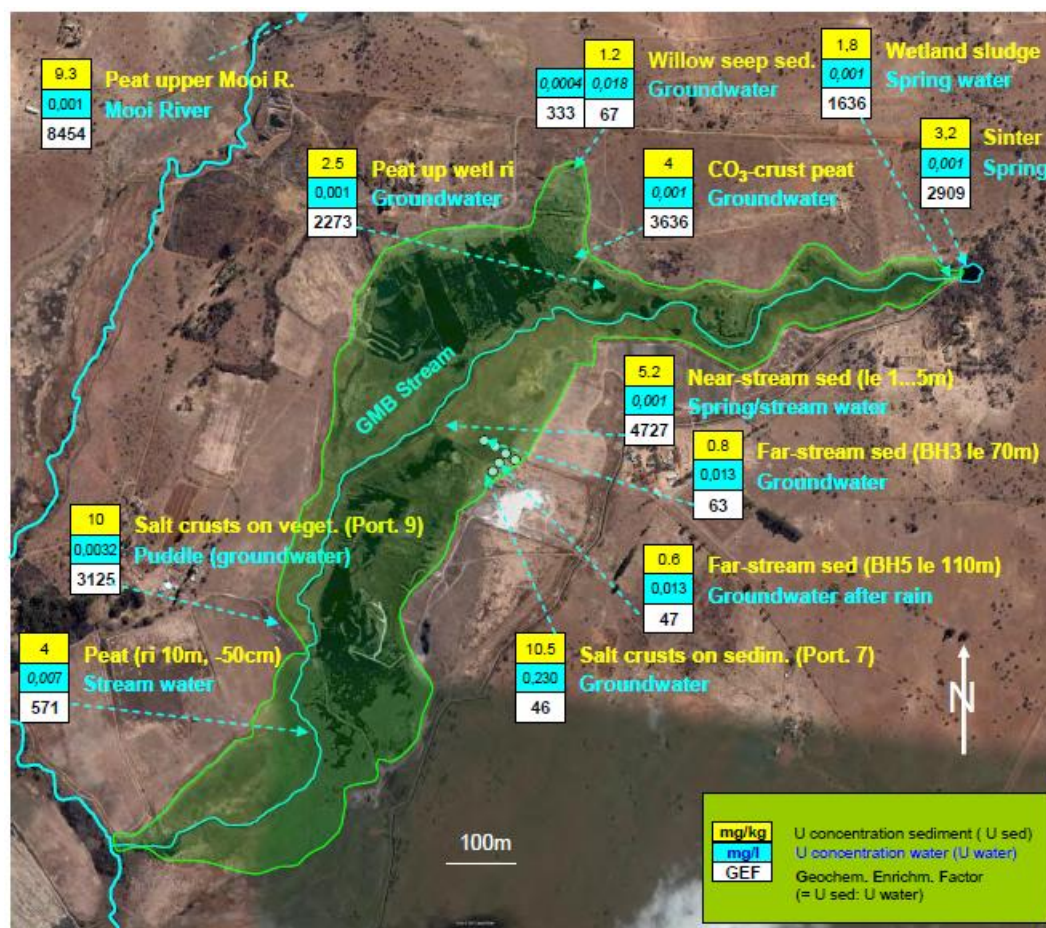 9.3
Peat upper Mooi R.
0,001
Mooi River
8454
1.2
Willow seep sed.
0,0004
0,018
Groundwater
333
67
1,8
Wetland sludge
0,001
Spring water
1636
3,2
Sinter
0,001
Spring
2909
2.5
Peat up wetl ri
0,001
Groundwater
2273
4
CO₃-crust peat
0,001
Groundwater
3636
GMB Stream
5.2
Near-stream sed (le 1...5m)
0,001
Spring/stream water
4727
0.8
Far-stream sed (BH3 le 70m)
0,013
Groundwater
63
10
Salt crusts on veget. (Port. 9)
0,0032
Puddle (groundwater)
3125
0.6
Far-stream sed (BH5 le 110m)
0,013
Groundwater after rain
47
4
Peat (ri 10m, -50cm)
0,007
Stream water
571
10.5
Salt crusts on sedim. (Port. 7)
0,230
Groundwater
46
N
100m
mg/kg
U concentration sediment ( U sed)
mg/l
U concentration water (U water)
GEF
Geochem. Enrichm. Factor
(= U sed: U water)